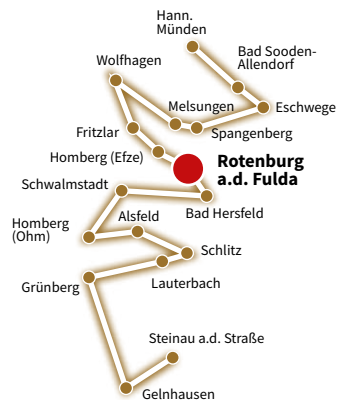 Hann.
Münden
Bad Sooden-
Allendorf
Wolfhagen
Melsungen
Eschwege
Fritzlar
Spangenberg
Homberg (Efze)
Rotenburg
a.d. Fulda
Schwalmstadt
Bad Hersfeld
Homberg
(Ohm)
Alsfeld
Schlitz
Lauterbach
Grünberg
Steinau a.d. Straße
Gelnhausen